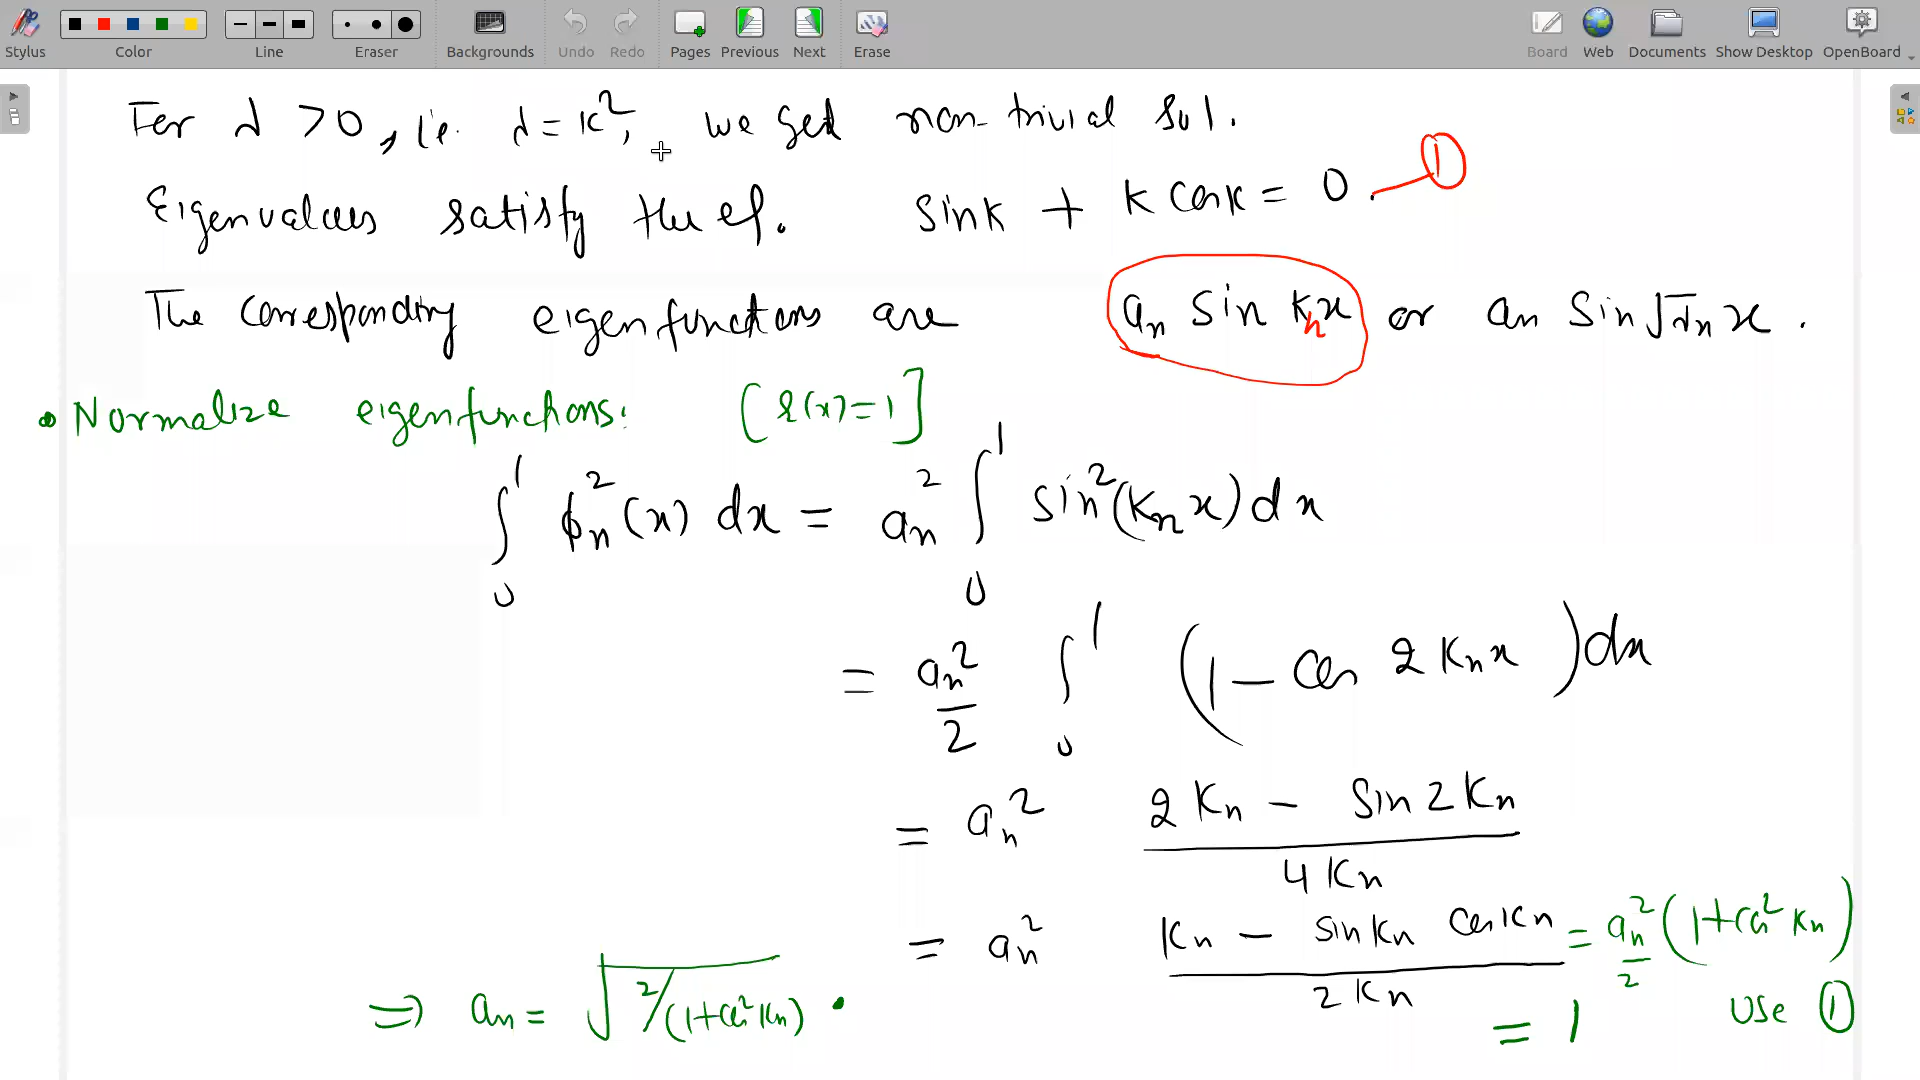 Stylus Color Line Eraser Backgrounds Undo Redo Pages Previous Next Erase Board Web Documents Show Desktop OpenBoard
For λ > 0, i.e. λ = k², we get non-trivial sol.
Eigenvalues satisfy the eq. sin k + k cos k = 0 — ①
The corresponding eigenfunctions are aₙ sin kₙx or aₙ sin √λₙ x .
• Normalize eigenfunctions: [r(x) = 1]
∫₀¹ ϕₙ²(x) dx = aₙ² ∫₀¹ sin²(kₙx) dx
= aₙ²/2 ∫₀¹ (1 − cos 2kₙx) dx
= aₙ² (2kₙ − sin 2kₙ)/(4kₙ)
= aₙ² (kₙ − sin kₙ cos kₙ)/(2kₙ) = aₙ²/2 (1 + cos² kₙ)
⇒ aₙ = √(2/(1 + cos² kₙ)) . = 1 Use ①